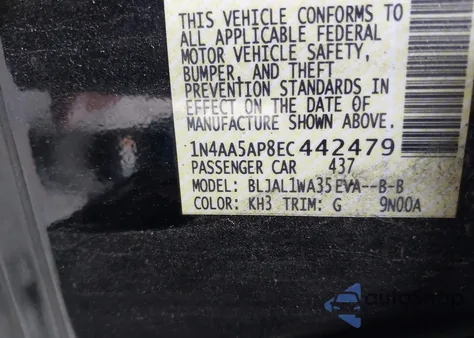 THIS VEHICLE CONFORMS TO
ALL APPLICABLE FEDERAL
MOTOR VEHICLE SAFETY,
BUMPER, AND THEFT
PREVENTION STANDARDS IN
EFFECT ON THE DATE OF
MANUFACTURE SHOWN ABOVE.
1N4AA5AP8EC442479
PASSENGER CAR 437
MODEL: BLJAL1WA35EVA--B-B
COLOR: KH3 TRIM: G 9N00A